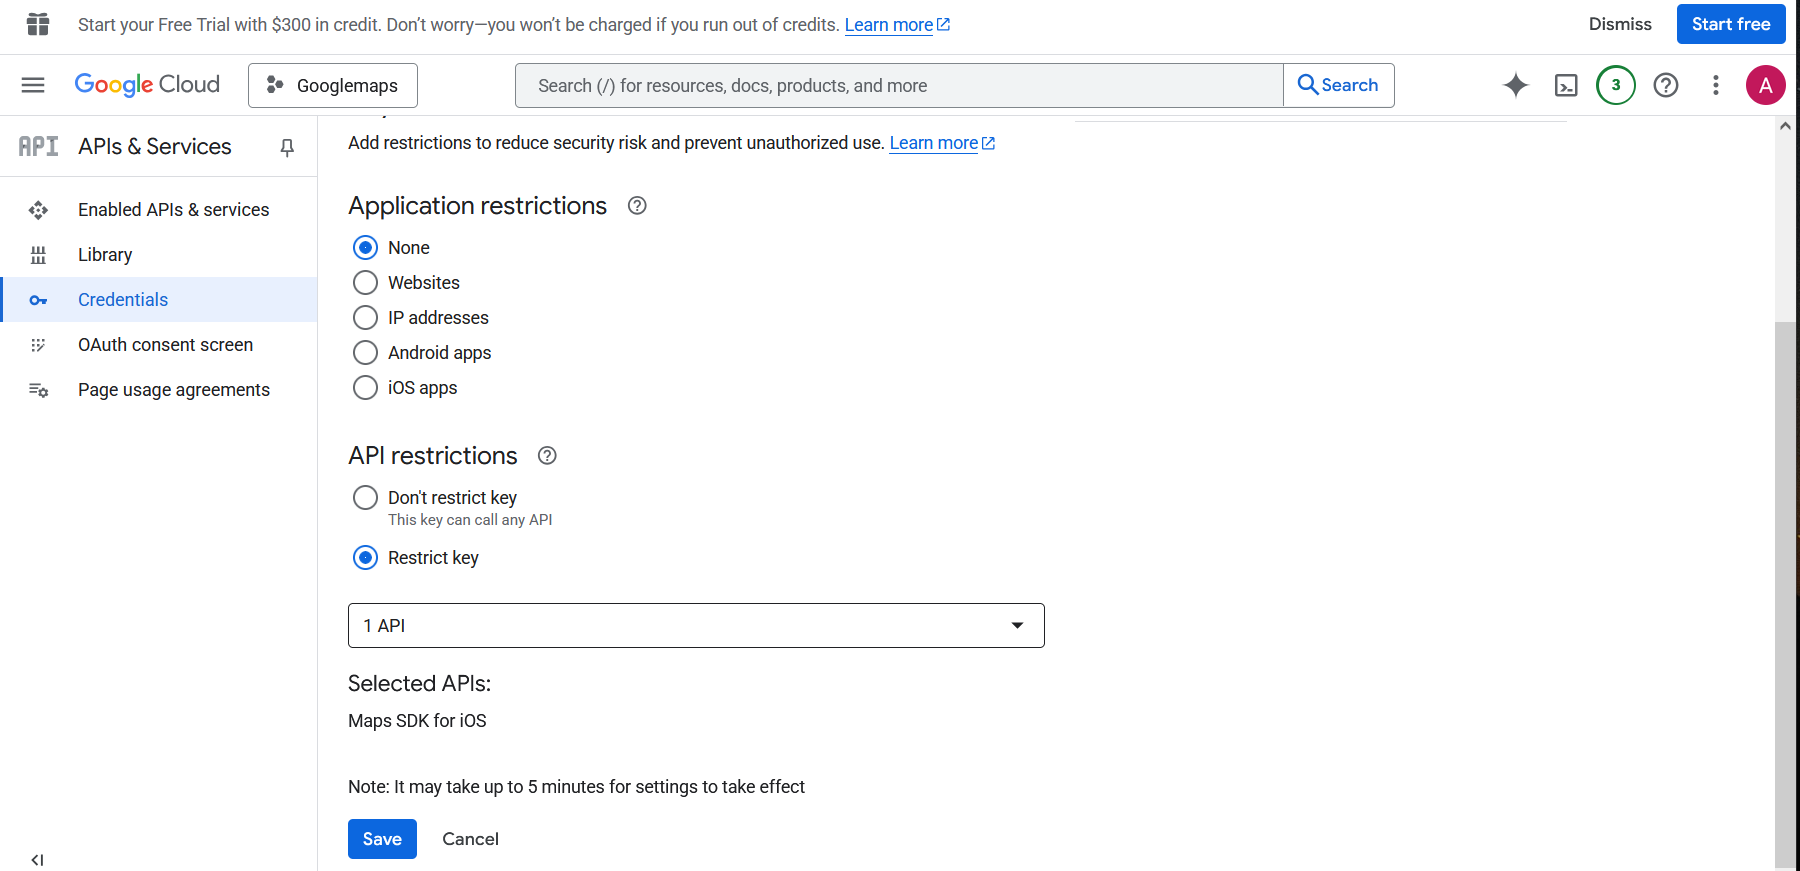 Start your Free Trial with $300 in credit. Don’t worry—you won’t be charged if you run out of credits. Learn more
Dismiss
Start free
Google Cloud
Googlemaps
Search (/) for resources, docs, products, and more
Search
3
A
API
APIs & Services
Enabled APIs & services
Library
Credentials
OAuth consent screen
Page usage agreements
Add restrictions to reduce security risk and prevent unauthorized use. Learn more
Application restrictions
None
Websites
IP addresses
Android apps
iOS apps
API restrictions
Don't restrict key
This key can call any API
Restrict key
1 API
Selected APIs:
Maps SDK for iOS
Note: It may take up to 5 minutes for settings to take effect
Save
Cancel